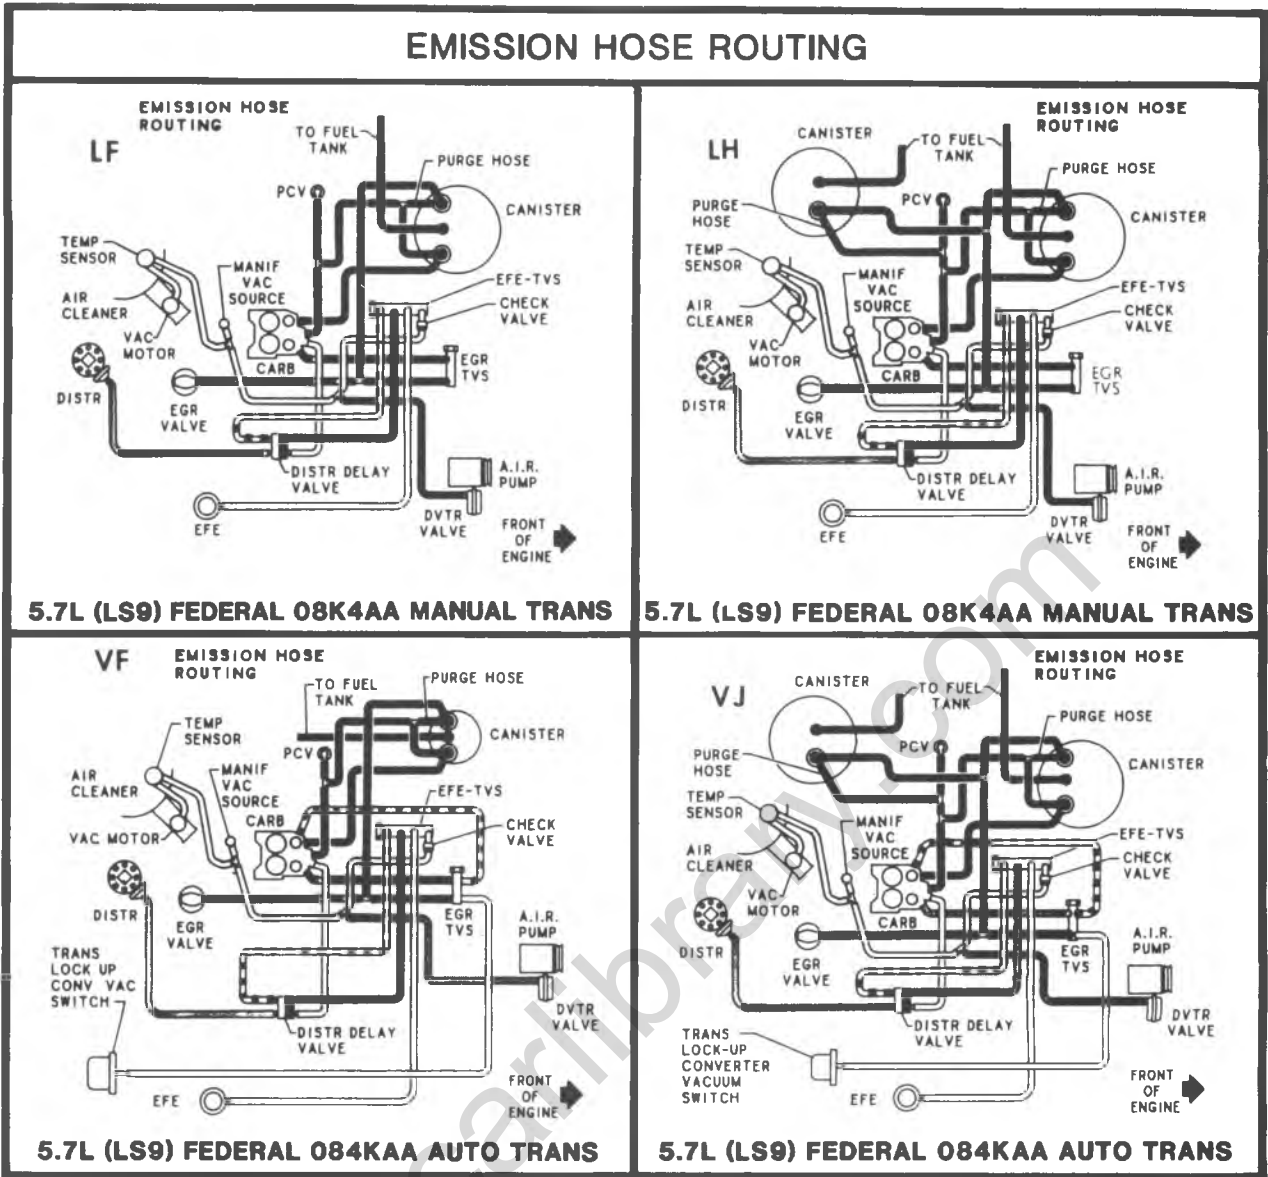 EMISSION HOSE ROUTING
EMISSION HOSE
ROUTING
LF
TO FUEL
TANK
PURGE HOSE
PCV
CANISTER
TEMP
SENSOR
MANIF
VAC
SOURCE
EFE-TVS
AIR
CLEANER
CHECK
VALVE
VAC
MOTOR
CARB
EGR
TVS
DISTR
EGR
VALVE
DISTR DELAY
VALVE
A.I.R.
PUMP
EFE
DVTR
VALVE
FRONT
OF
ENGINE
5.7L (LS9) FEDERAL 08K4AA MANUAL TRANS
EMISSION HOSE
ROUTING
LH
CANISTER
TO FUEL
TANK
PURGE HOSE
PURGE
HOSE
PCV
CANISTER
TEMP
SENSOR
MANIF
VAC
SOURCE
EFE-TVS
AIR
CLEANER
CHECK
VALVE
VAC
MOTOR
CARB
EGR
TVS
DISTR
EGR
VALVE
DISTR DELAY
VALVE
A.I.R.
PUMP
EFE
DVTR
VALVE
FRONT
OF
ENGINE
5.7L (LS9) FEDERAL 08K4AA MANUAL TRANS
VF
EMISSION HOSE
ROUTING
TO FUEL
TANK
PURGE HOSE
TEMP
SENSOR
PCV
CANISTER
AIR
CLEANER
MANIF
VAC
SOURCE
EFE-TVS
VAC MOTOR
CARB
CHECK
VALVE
DISTR
EGR
VALVE
EGR
TVS
A.I.R.
PUMP
TRANS
LOCK UP
CONV VAC
SWITCH
DISTR DELAY
VALVE
DVTR
VALVE
EFE
FRONT
OF
ENGINE
5.7L (LS9) FEDERAL 084KAA AUTO TRANS
EMISSION HOSE
ROUTING
VJ
CANISTER
TO FUEL
TANK
PURGE HOSE
PURGE
HOSE
PCV
CANISTER
TEMP
SENSOR
MANIF
VAC
SOURCE
EFE-TVS
AIR
CLEANER
CHECK
VALVE
VAC
MOTOR
CARB
DISTR
EGR
VALVE
EGR
TVS
A.I.R.
PUMP
DISTR DELAY
VALVE
DVTR
VALVE
TRANS
LOCK-UP
CONVERTER
VACUUM
SWITCH
EFE
FRONT
OF
ENGINE
5.7L (LS9) FEDERAL 084KAA AUTO TRANS
carlibrary.com